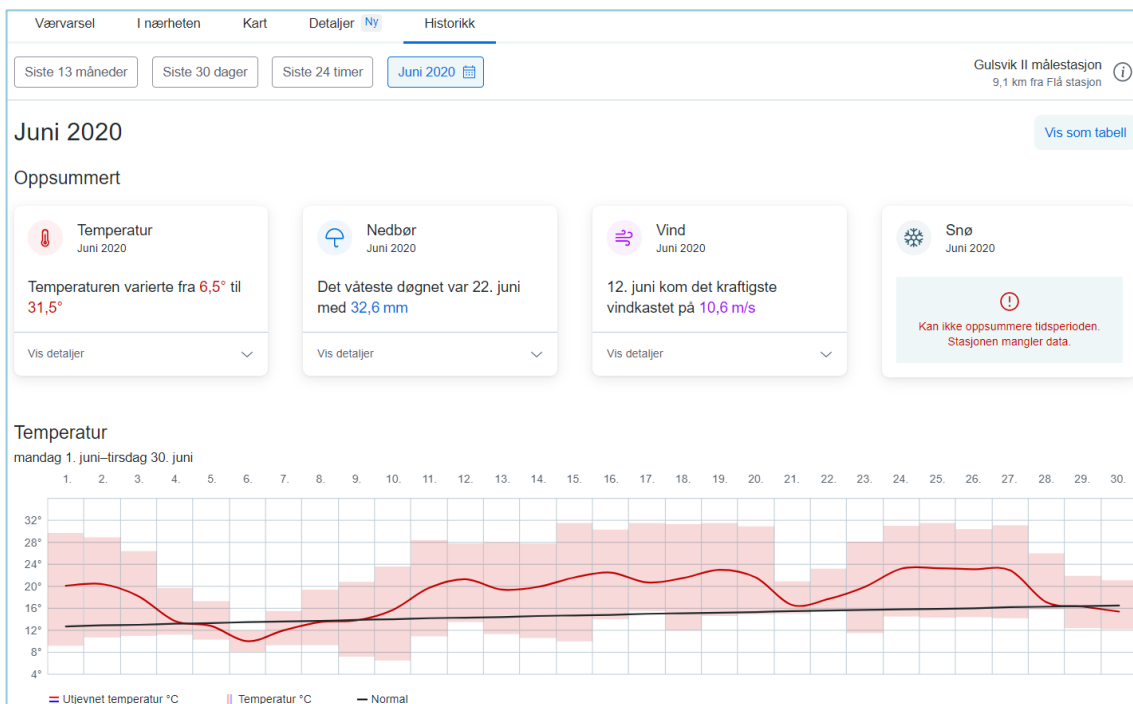 Værvarsel I nærheten Kart Detaljer Ny Historikk
Siste 13 måneder Siste 30 dager Siste 24 timer Juni 2020
Gulsvik II målestasjon
9,1 km fra Flå stasjon
Juni 2020
Vis som tabell
Oppsummert
Temperatur
Juni 2020
Temperaturen varierte fra 6,5° til
31,5°
Vis detaljer
Nedbør
Juni 2020
Det våteste døgnet var 22. juni
med 32,6 mm
Vis detaljer
Vind
Juni 2020
12. juni kom det kraftigste
vindkastet på 10,6 m/s
Vis detaljer
Snø
Juni 2020
Kan ikke oppsummere tidsperioden.
Stasjonen mangler data.
Temperatur
mandag 1. juni–tirsdag 30. juni
1. 2. 3. 4. 5. 6. 7. 8. 9. 10. 11. 12. 13. 14. 15. 16. 17. 18. 19. 20. 21. 22. 23. 24. 25. 26. 27. 28. 29. 30.
32°
28°
24°
20°
16°
12°
8°
4°
Utjevnet temperatur °C Temperatur °C Normal